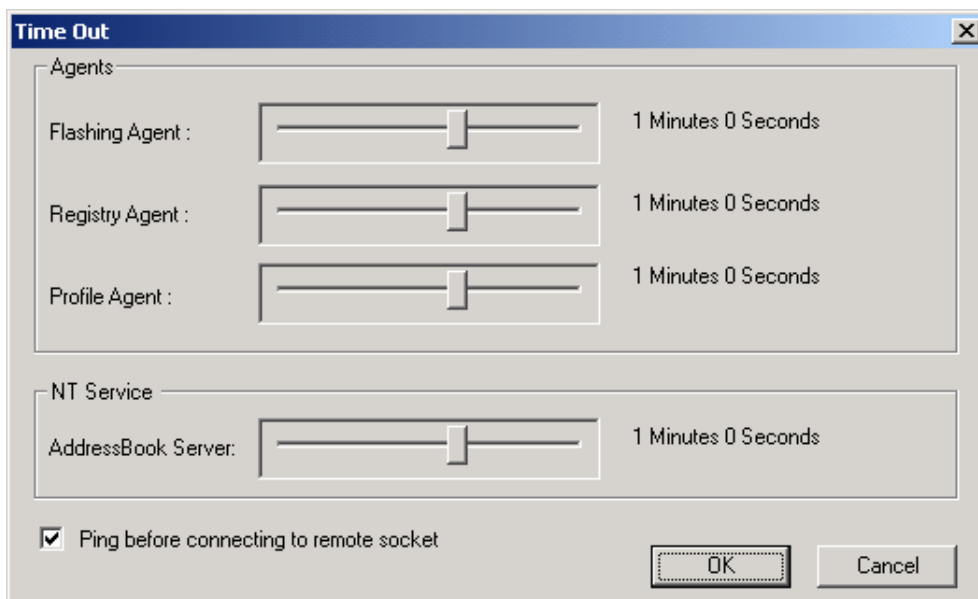 Time Out
Agents
Flashing Agent :
1 Minutes 0 Seconds
Registry Agent :
1 Minutes 0 Seconds
Profile Agent :
1 Minutes 0 Seconds
NT Service
AddressBook Server:
1 Minutes 0 Seconds
Ping before connecting to remote socket
OK
Cancel